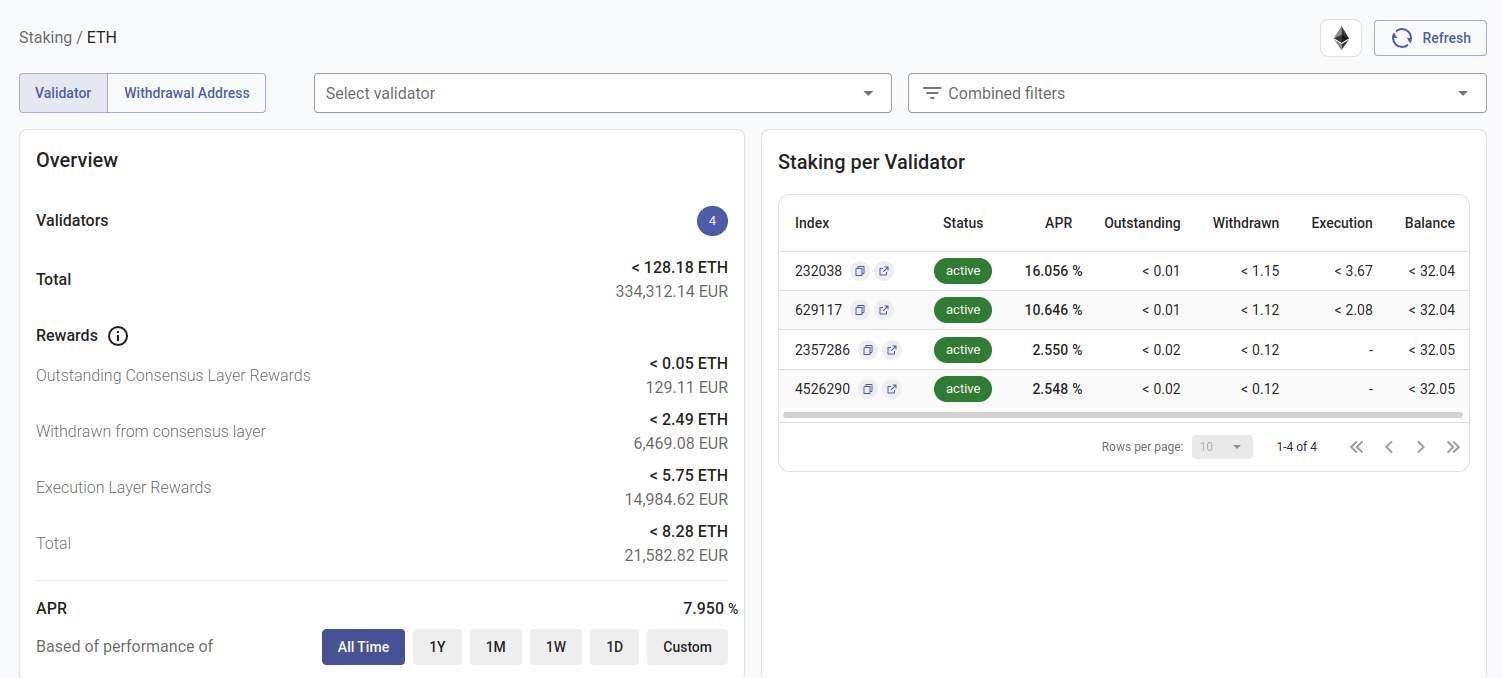 Staking / ETH
Refresh
Validator
Withdrawal Address
Select validator
Combined filters
Overview
Validators
4
Total
< 128.18 ETH
334,312.14 EUR
Rewards
Outstanding Consensus Layer Rewards
< 0.05 ETH
129.11 EUR
Withdrawn from consensus layer
< 2.49 ETH
6,469.08 EUR
Execution Layer Rewards
< 5.75 ETH
14,984.62 EUR
Total
< 8.28 ETH
21,582.82 EUR
APR
7.950 %
Based of performance of
All Time
1Y
1M
1W
1D
Custom
Staking per Validator
Index Status APR Outstanding Withdrawn Execution Balance
232038 active 16.056 % < 0.01 < 1.15 < 3.67 < 32.04
629117 active 10.646 % < 0.01 < 1.12 < 2.08 < 32.04
2357286 active 2.550 % < 0.02 < 0.12 - < 32.05
4526290 active 2.548 % < 0.02 < 0.12 - < 32.05
Rows per page: 10 1-4 of 4